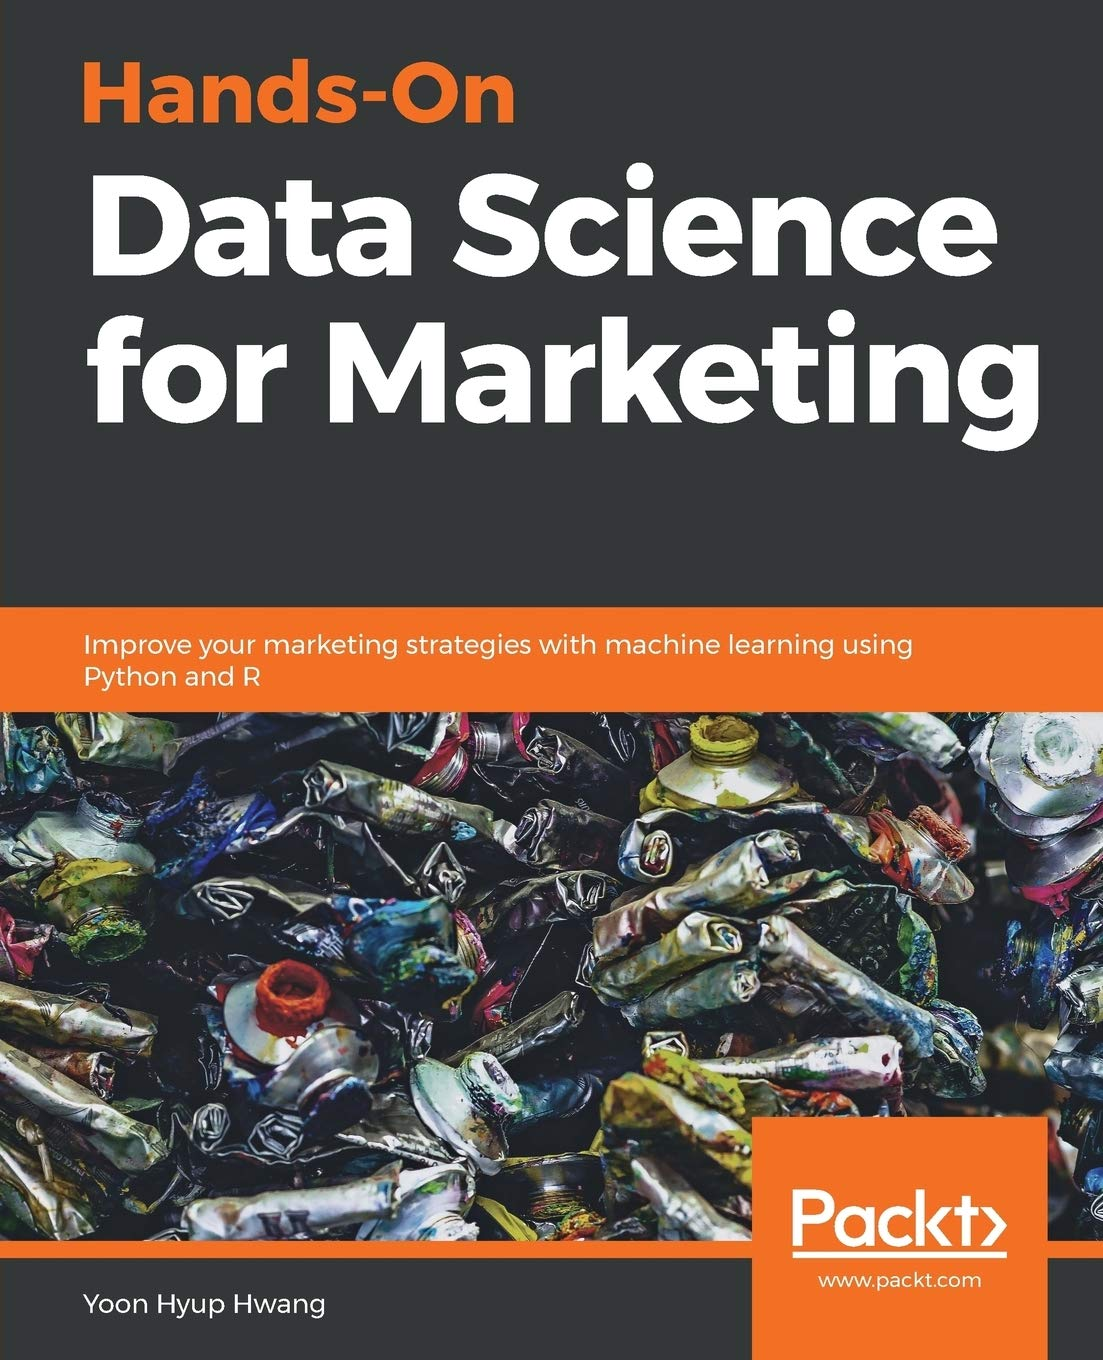 Hands-On
Data Science
for Marketing
Improve your marketing strategies with machine learning using
Python and R
Packt>
www.packt.com
Yoon Hyup Hwang